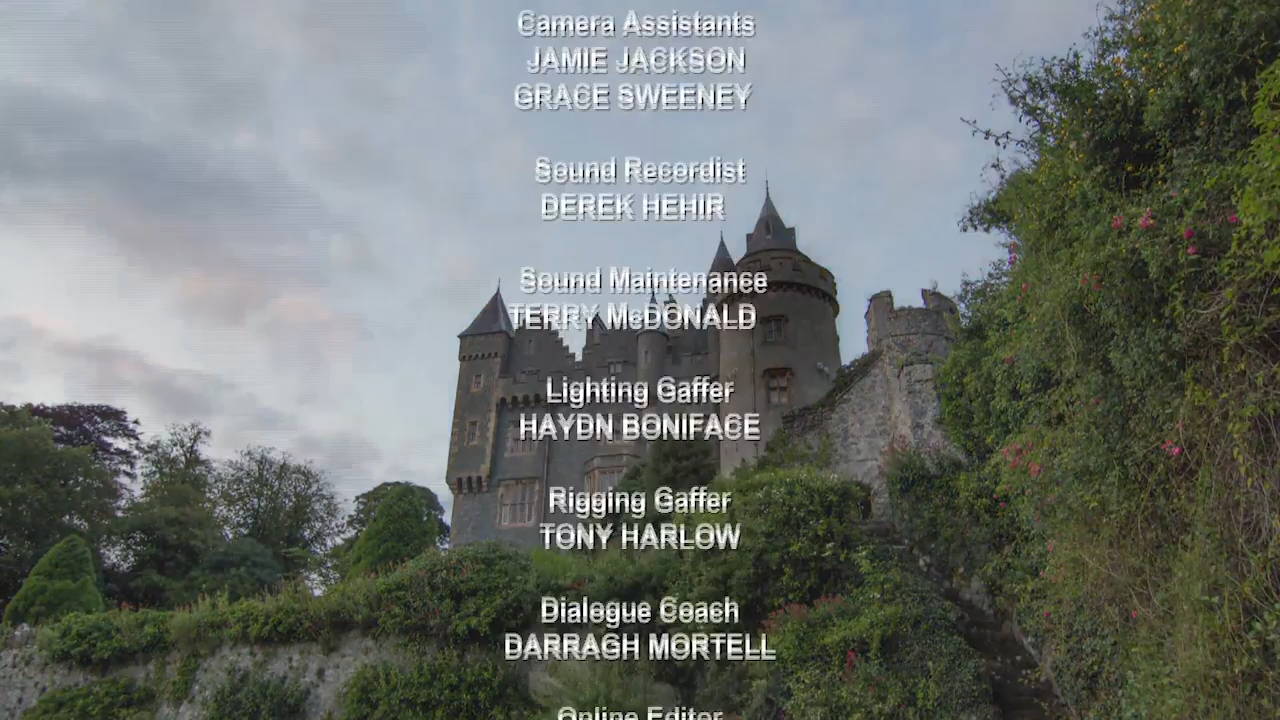 Camera Assistants
JAMIE JACKSON
GRACE SWEENEY
Sound Recordist
DEREK HEHIR
Sound Maintenance
TERRY McDONALD
Lighting Gaffer
HAYDN BONIFACE
Rigging Gaffer
TONY HARLOW
Dialogue Coach
DARRAGH MORTELL
Online Editor